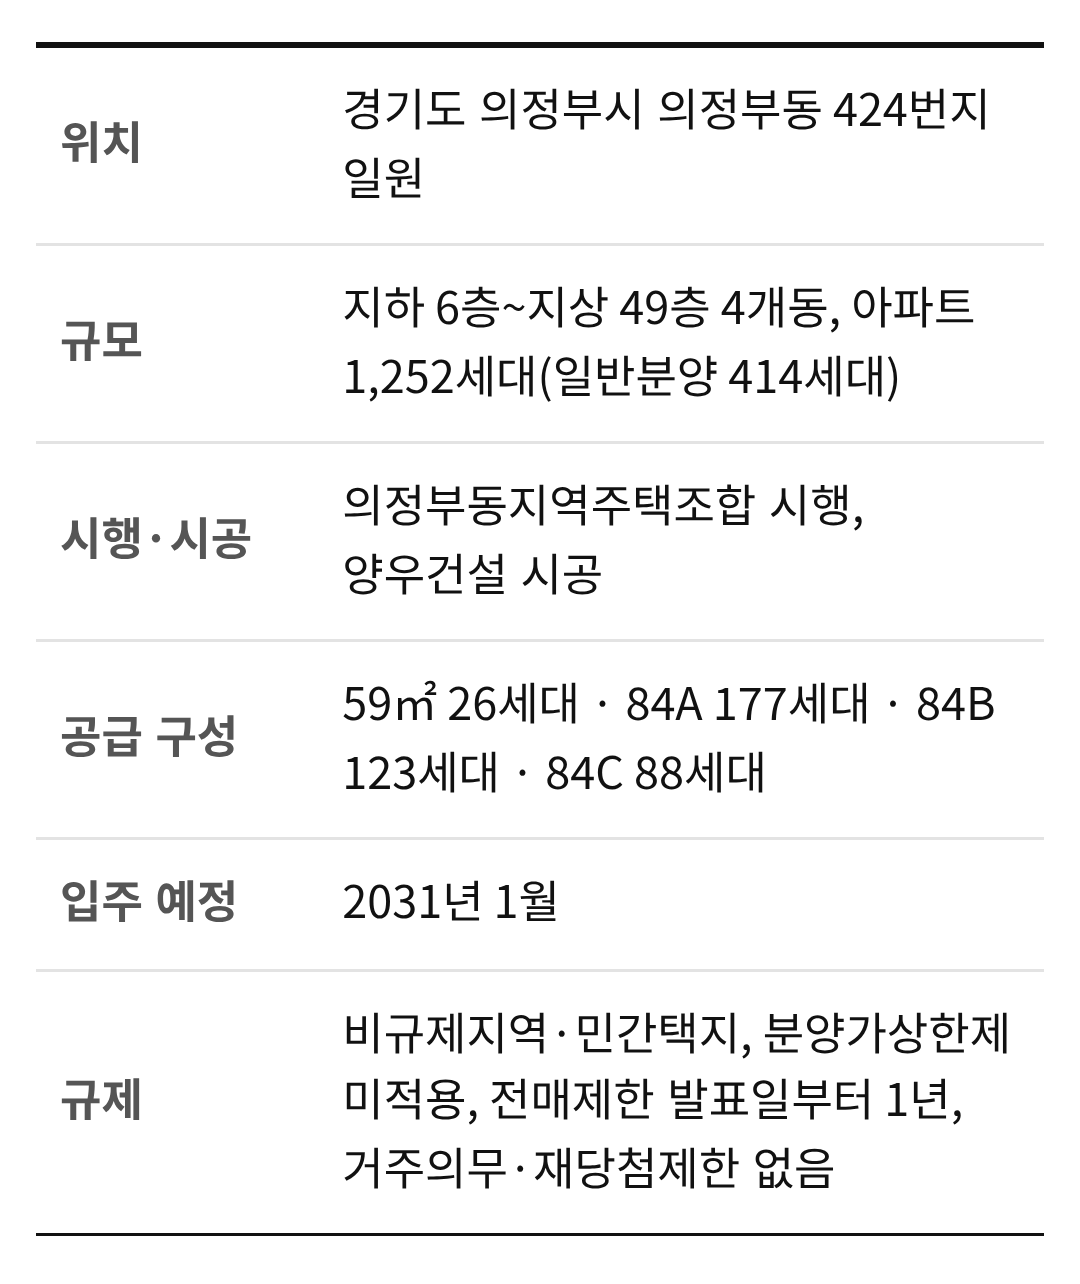 위치
경기도 의정부시 의정부동 424번지
일원
규모
지하 6층~지상 49층 4개동, 아파트
1,252세대(일반분양 414세대)
시행·시공
의정부동지역주택조합 시행,
양우건설 시공
공급 구성
59㎡ 26세대 · 84A 177세대 · 84B
123세대 · 84C 88세대
입주 예정
2031년 1월
규제
비규제지역·민간택지, 분양가상한제
미적용, 전매제한 발표일부터 1년,
거주의무·재당첨제한 없음